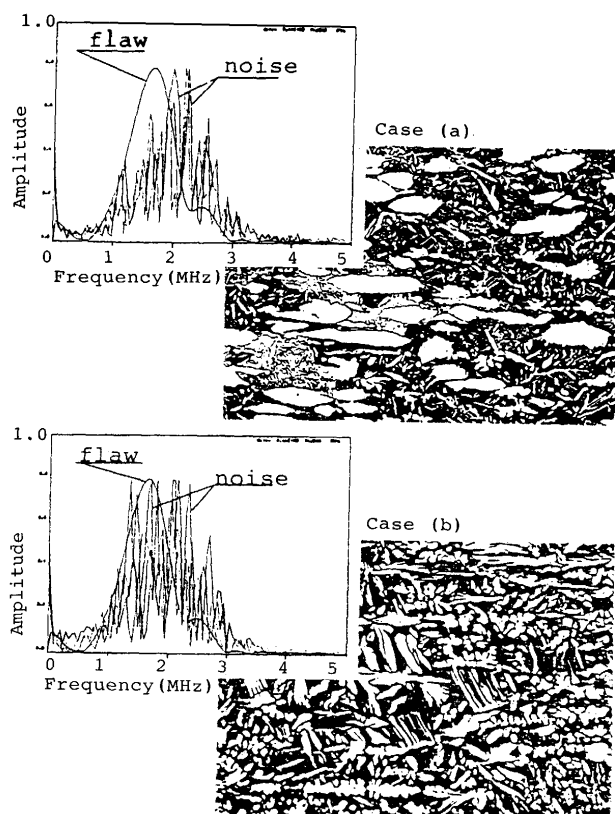 1.0
flaw
noise
Amplitude
0 1 2 3 4 5
Frequency(MHz)
Case (a)
1.0
flaw
noise
Amplitude
0 1 2 3 4 5
Frequency(MHz)
Case (b)